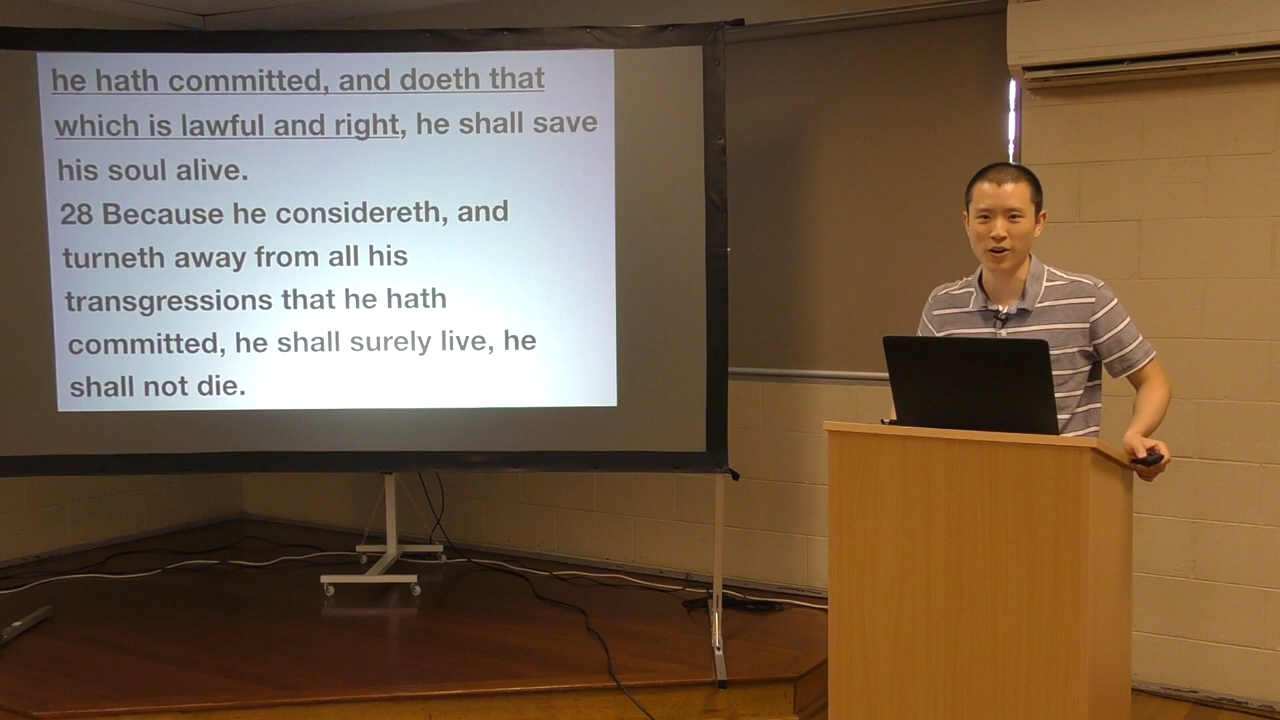 he hath committed, and doeth that
which is lawful and right, he shall save
his soul alive.
28 Because he considereth, and
turneth away from all his
transgressions that he hath
committed, he shall surely live, he
shall not die.